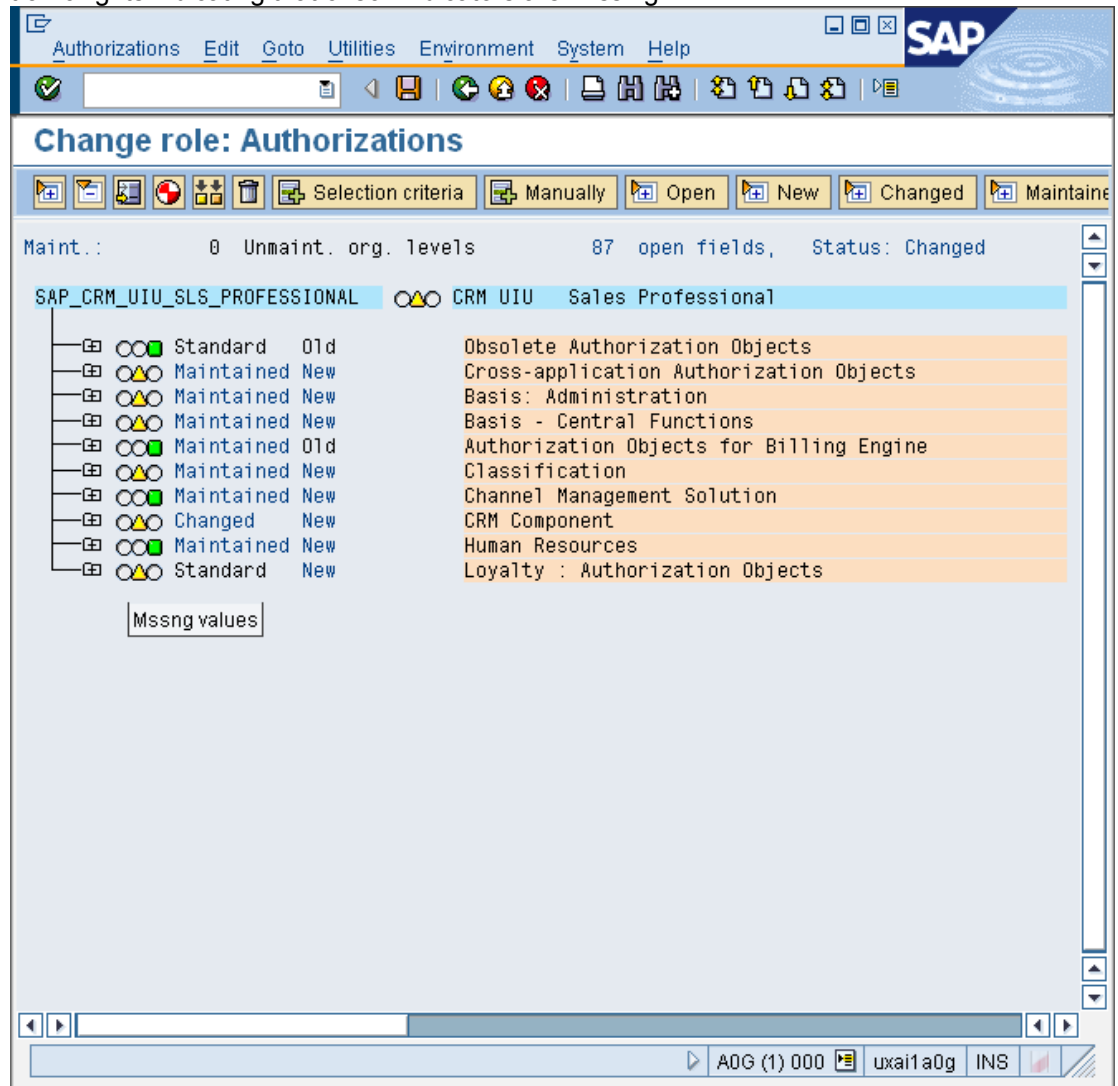 Authorizations Edit Goto Utilities Environment System Help
SAP
Change role: Authorizations
Selection criteria Manually Open New Changed Maintaine
Maint.: 0 Unmaint. org. levels 87 open fields, Status: Changed
SAP_CRM_UIU_SLS_PROFESSIONAL CRM UIU Sales Professional
Standard Old Obsolete Authorization Objects
Maintained New Cross-application Authorization Objects
Maintained New Basis: Administration
Maintained New Basis - Central Functions
Maintained Old Authorization Objects for Billing Engine
Maintained New Classification
Maintained New Channel Management Solution
Changed New CRM Component
Maintained New Human Resources
Standard New Loyalty : Authorization Objects
Mssng values
A0G (1) 000 uxai1a0g INS